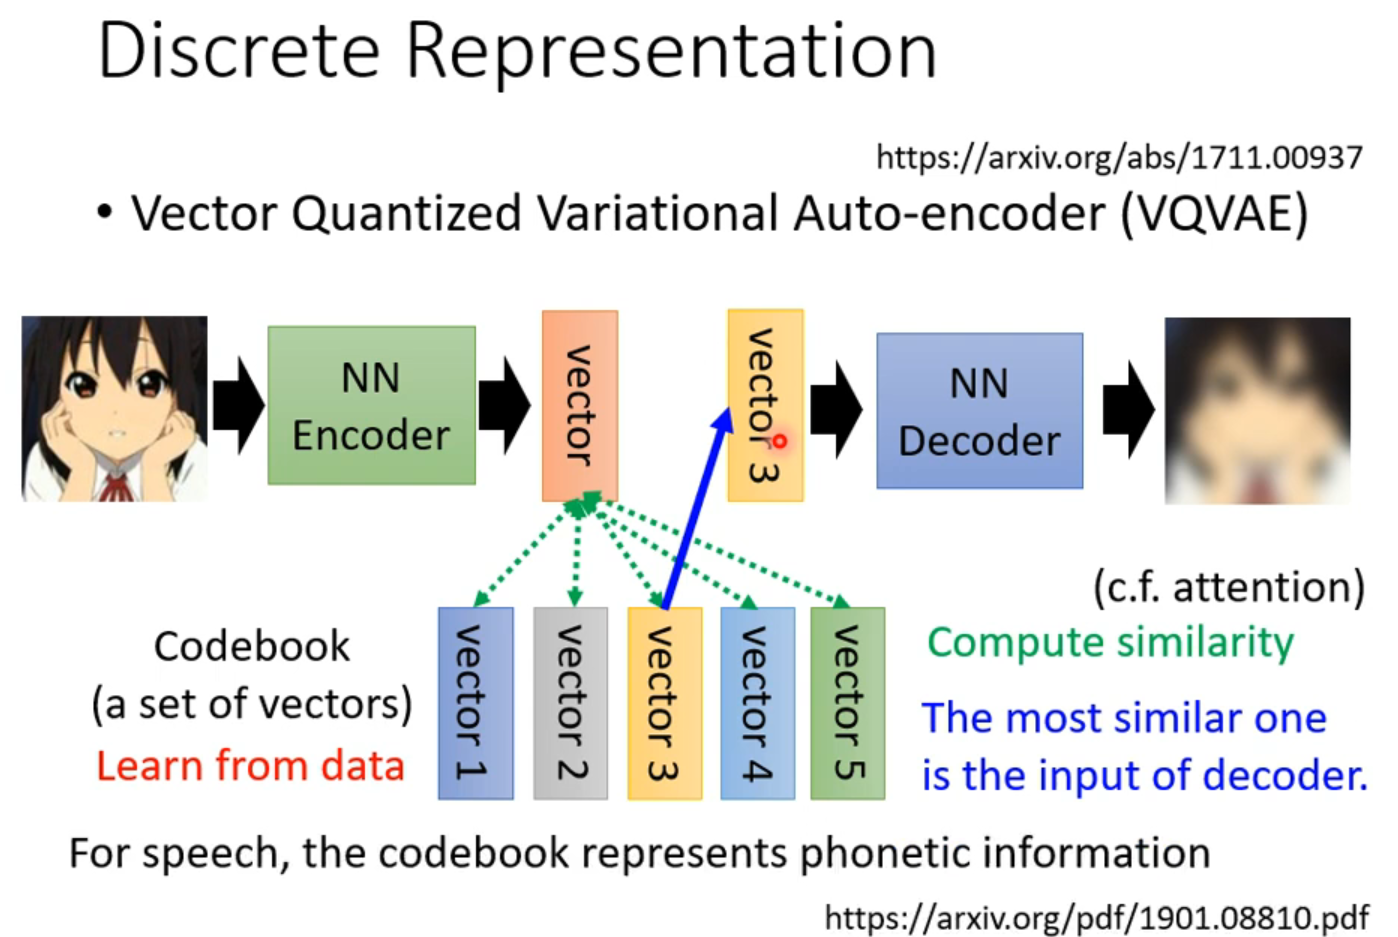 Discrete Representation
https://arxiv.org/abs/1711.00937
• Vector Quantized Variational Auto-encoder (VQVAE)
NN
Encoder
vector
vector 3
NN
Decoder
Codebook
(a set of vectors)
Learn from data
vector 1
vector 2
vector 3
vector 4
vector 5
(c.f. attention)
Compute similarity
The most similar one
is the input of decoder.
For speech, the codebook represents phonetic information
https://arxiv.org/pdf/1901.08810.pdf